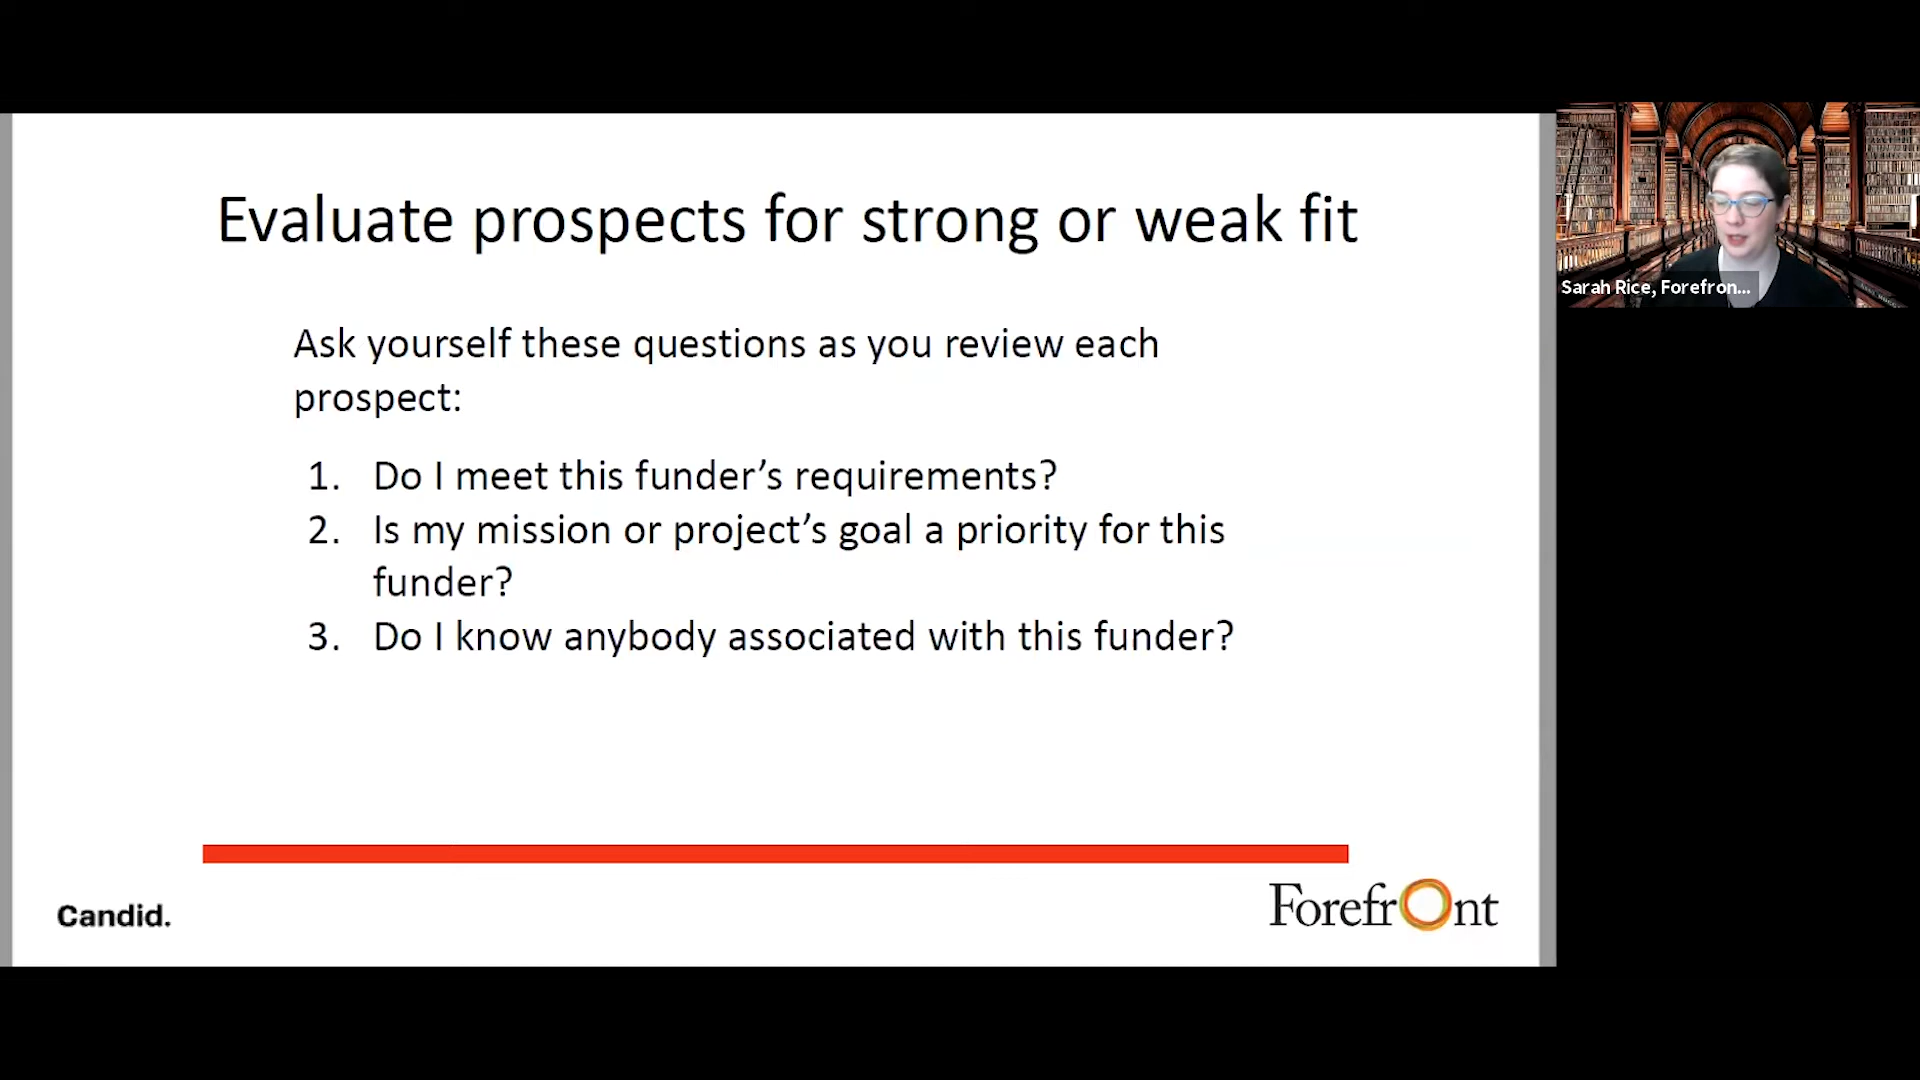 Evaluate prospects for strong or weak fit
Ask yourself these questions as you review each
prospect:
1. Do I meet this funder’s requirements?
2. Is my mission or project’s goal a priority for this
funder?
3. Do I know anybody associated with this funder?
Candid.
ForefrOnt
Sarah Rice, Forefron...